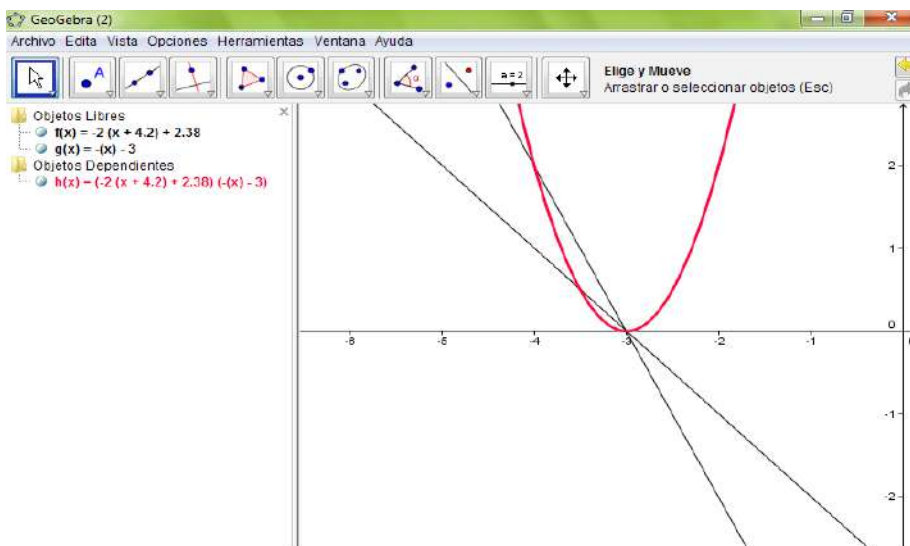 GeoGebra (2)
Archivo Edita Vista Opciones Herramientas Ventana Ayuda
A
α
a = 2
Elige y Mueve
Arrastrar o seleccionar objetos (Esc)
Objetos Libres
f(x) = -2 (x + 4.2) + 2.38
g(x) = -(x) - 3
Objetos Dependientes
h(x) = (-2 (x + 4.2) + 2.38) (-(x) - 3)
2
1
0
-6 -4 -3 -2 -1 0
-1
-2